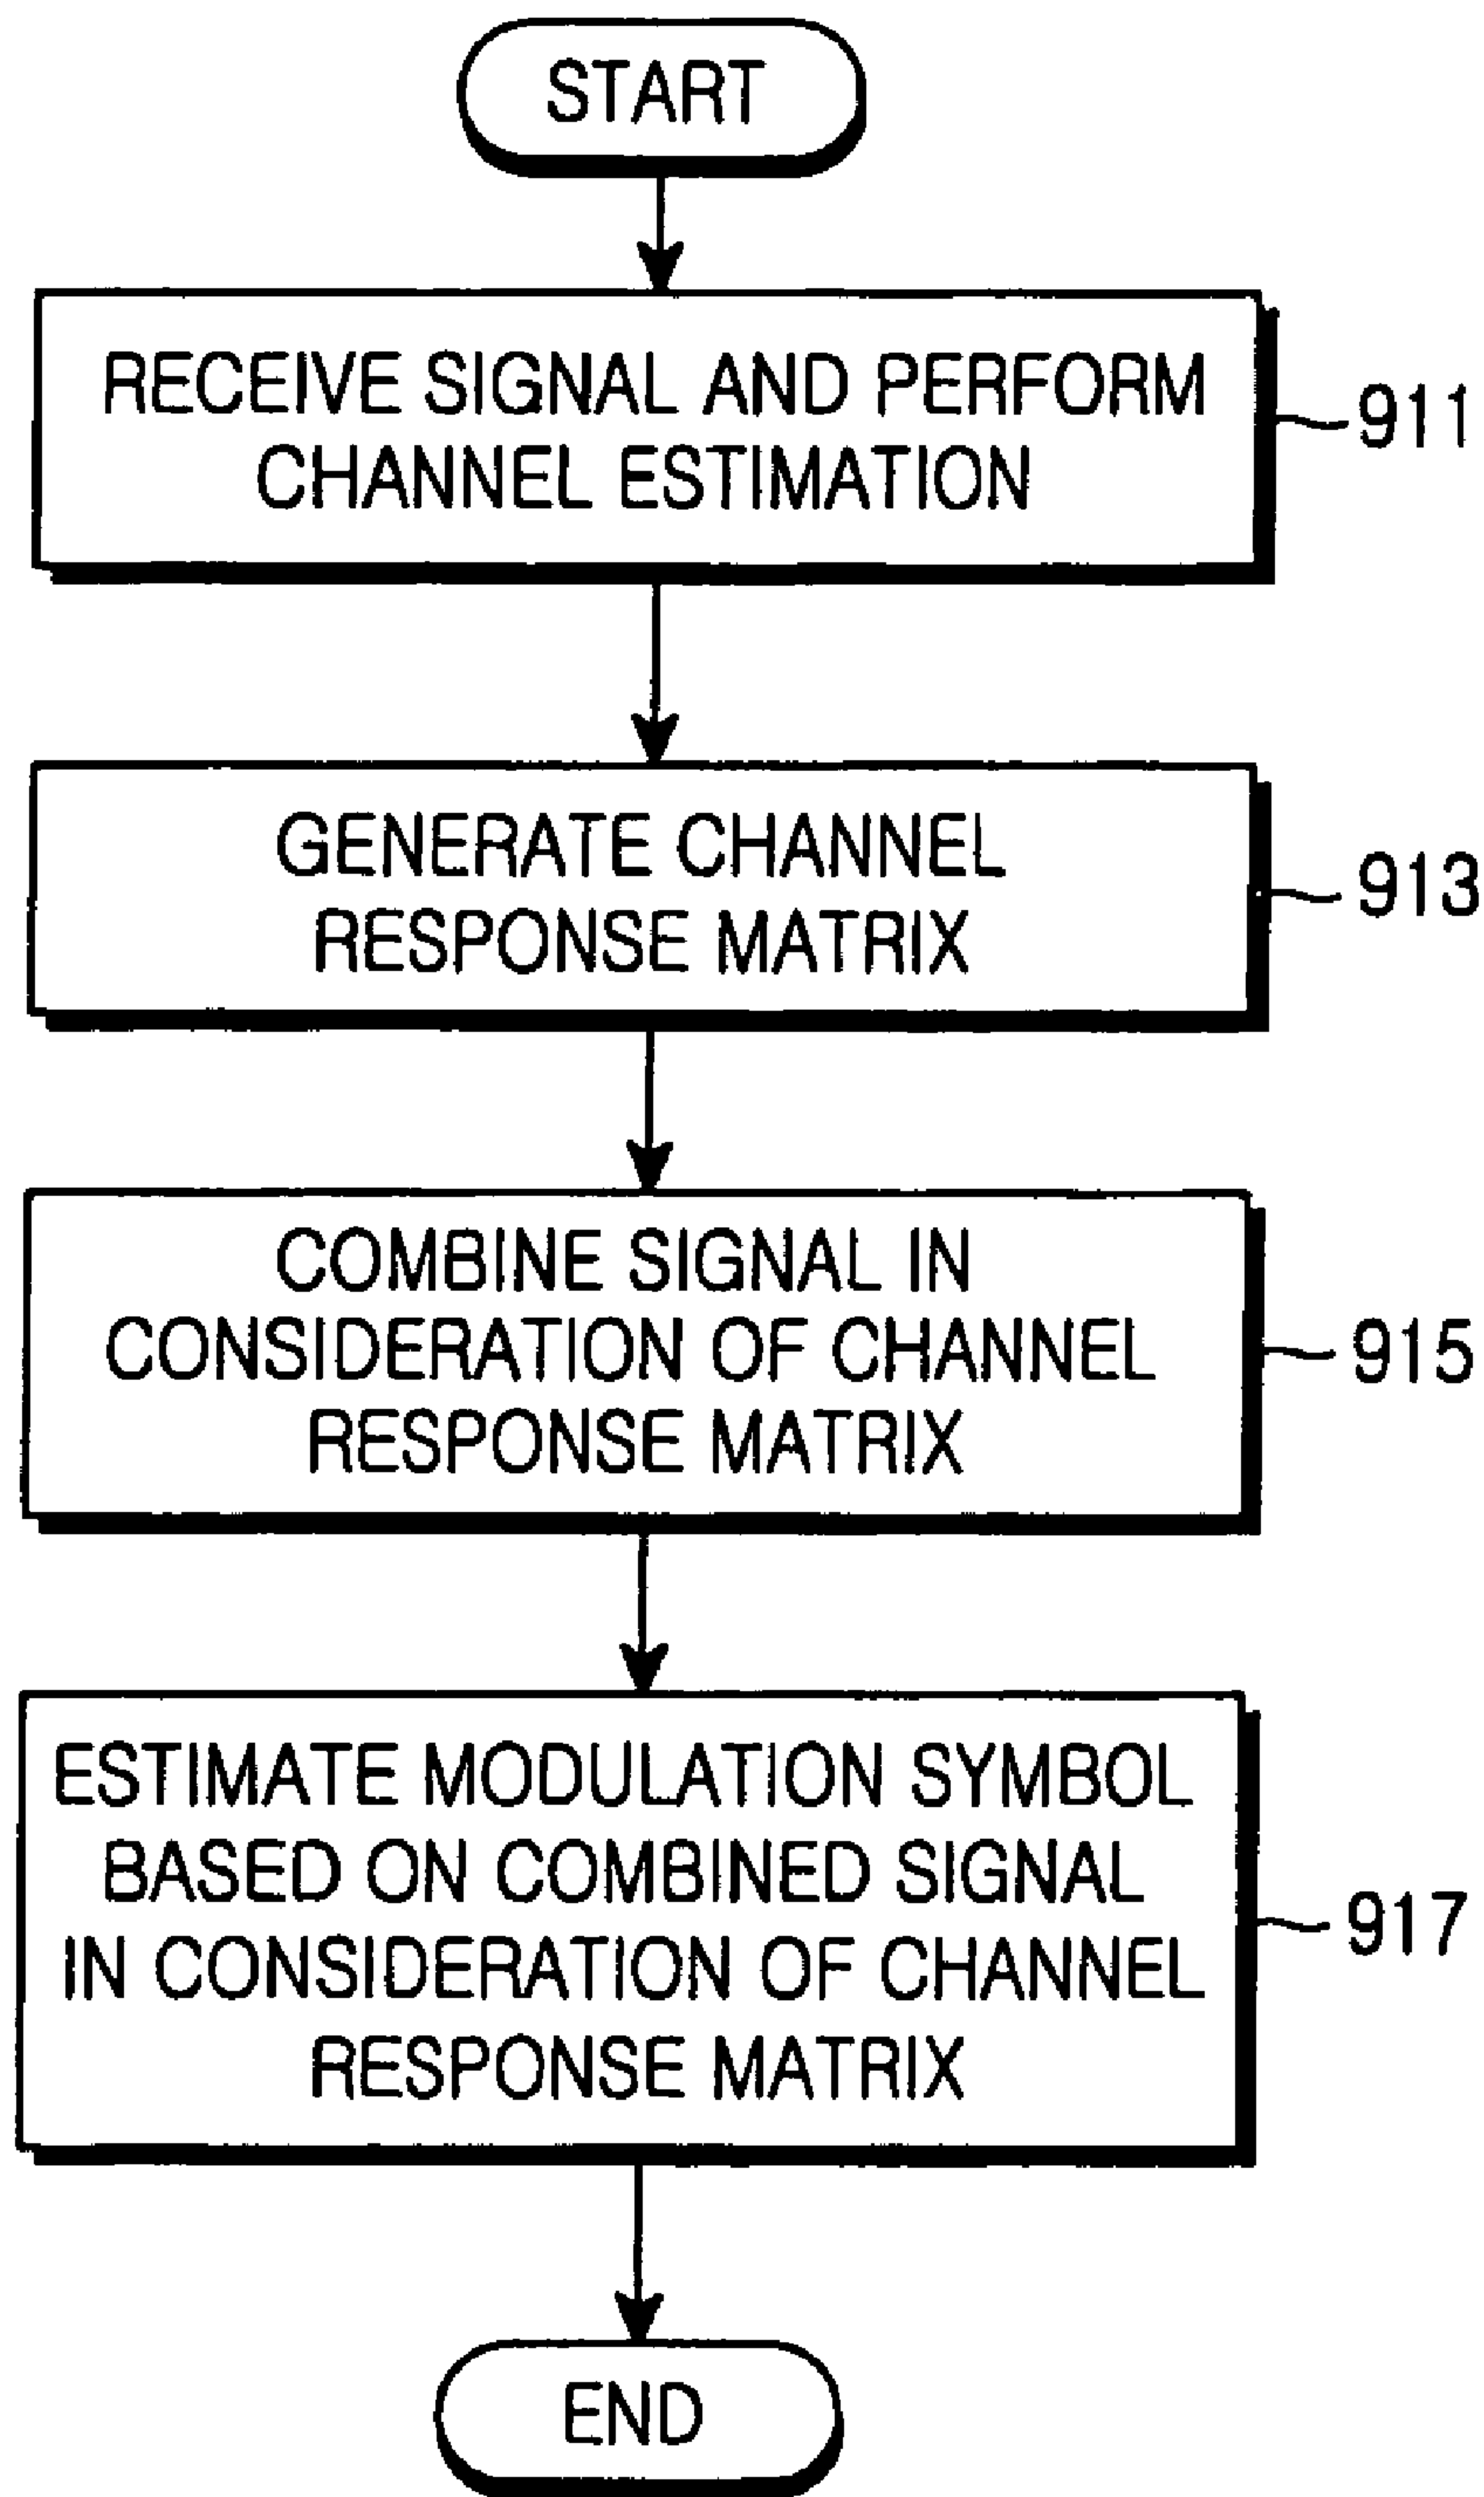 START
RECEIVE SIGNAL AND PERFORM
CHANNEL ESTIMATION
911
GENERATE CHANNEL
RESPONSE MATRIX
913
COMBINE SIGNAL IN
CONSIDERATION OF CHANNEL
RESPONSE MATRIX
915
ESTIMATE MODULATION SYMBOL
BASED ON COMBINED SIGNAL
IN CONSIDERATION OF CHANNEL
RESPONSE MATRIX
917
END